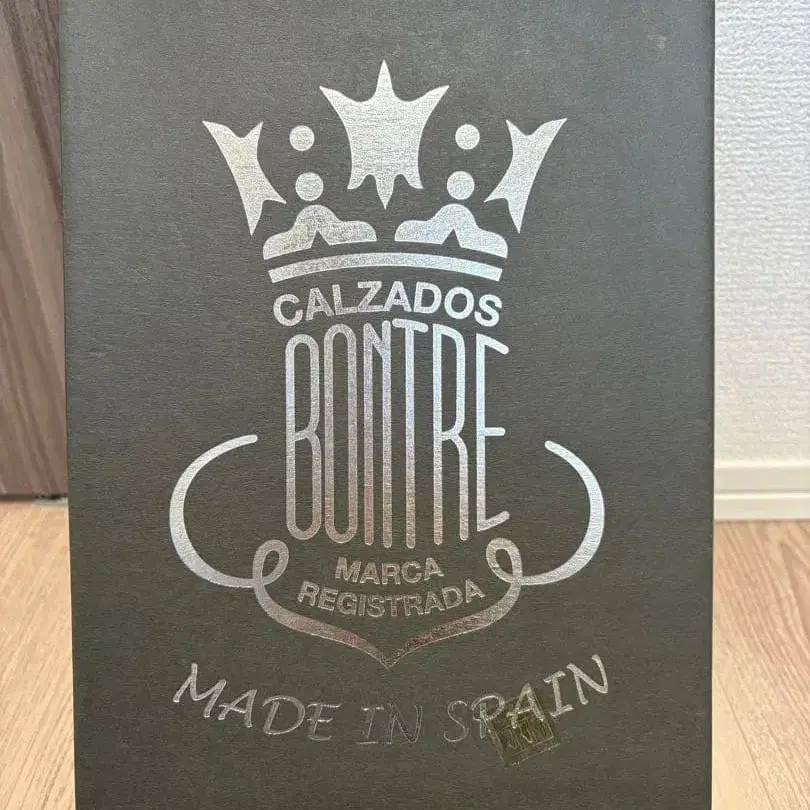 CALZADOS
BONTRE
MARCA
REGISTRADA
MADE IN SPAIN